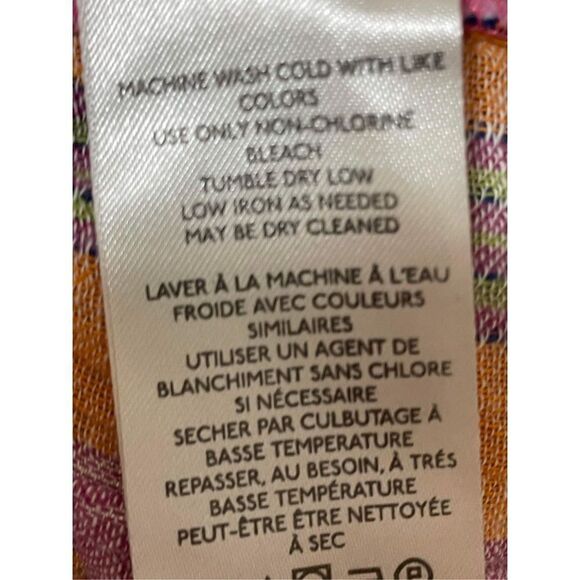 MACHINE WASH COLD WITH LIKE
COLORS
USE ONLY NON-CHLORINE
BLEACH
TUMBLE DRY LOW
LOW IRON AS NEEDED
MAY BE DRY CLEANED
LAVER À LA MACHINE À L'EAU
FROIDE AVEC COULEURS
SIMILAIRES
UTILISER UN AGENT DE
BLANCHIMENT SANS CHLORE
SI NÉCESSAIRE
SECHER PAR CULBUTAGE À
BASSE TEMPERATURE
REPASSER, AU BESOIN, À TRÉS
BASSE TEMPÉRATURE
PEUT-ÊTRE ÊTRE NETTOYÉE
À SEC